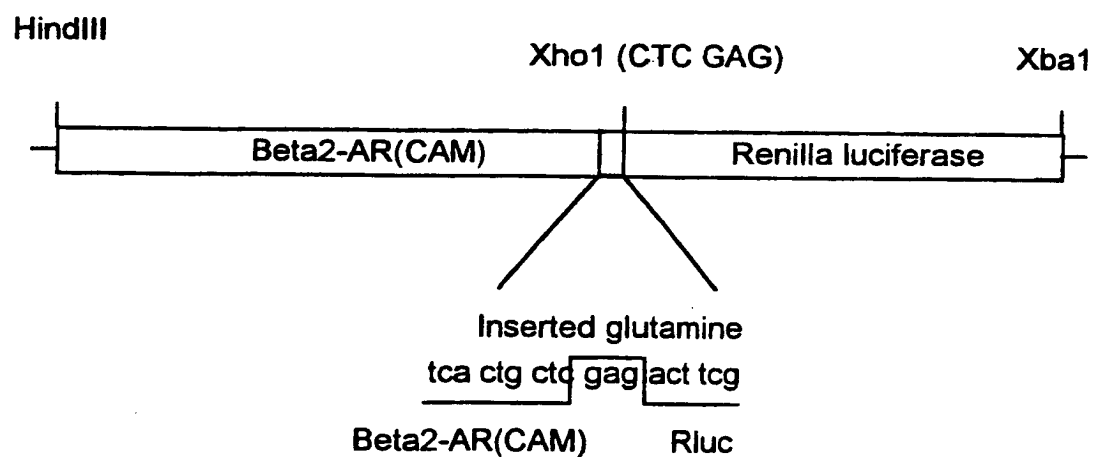 HindIII
Xho1 (CTC GAG)
Xba1
Beta2-AR(CAM)
Renilla luciferase
Inserted glutamine
tca ctg ctc gag act tcg
Beta2-AR(CAM) Rluc